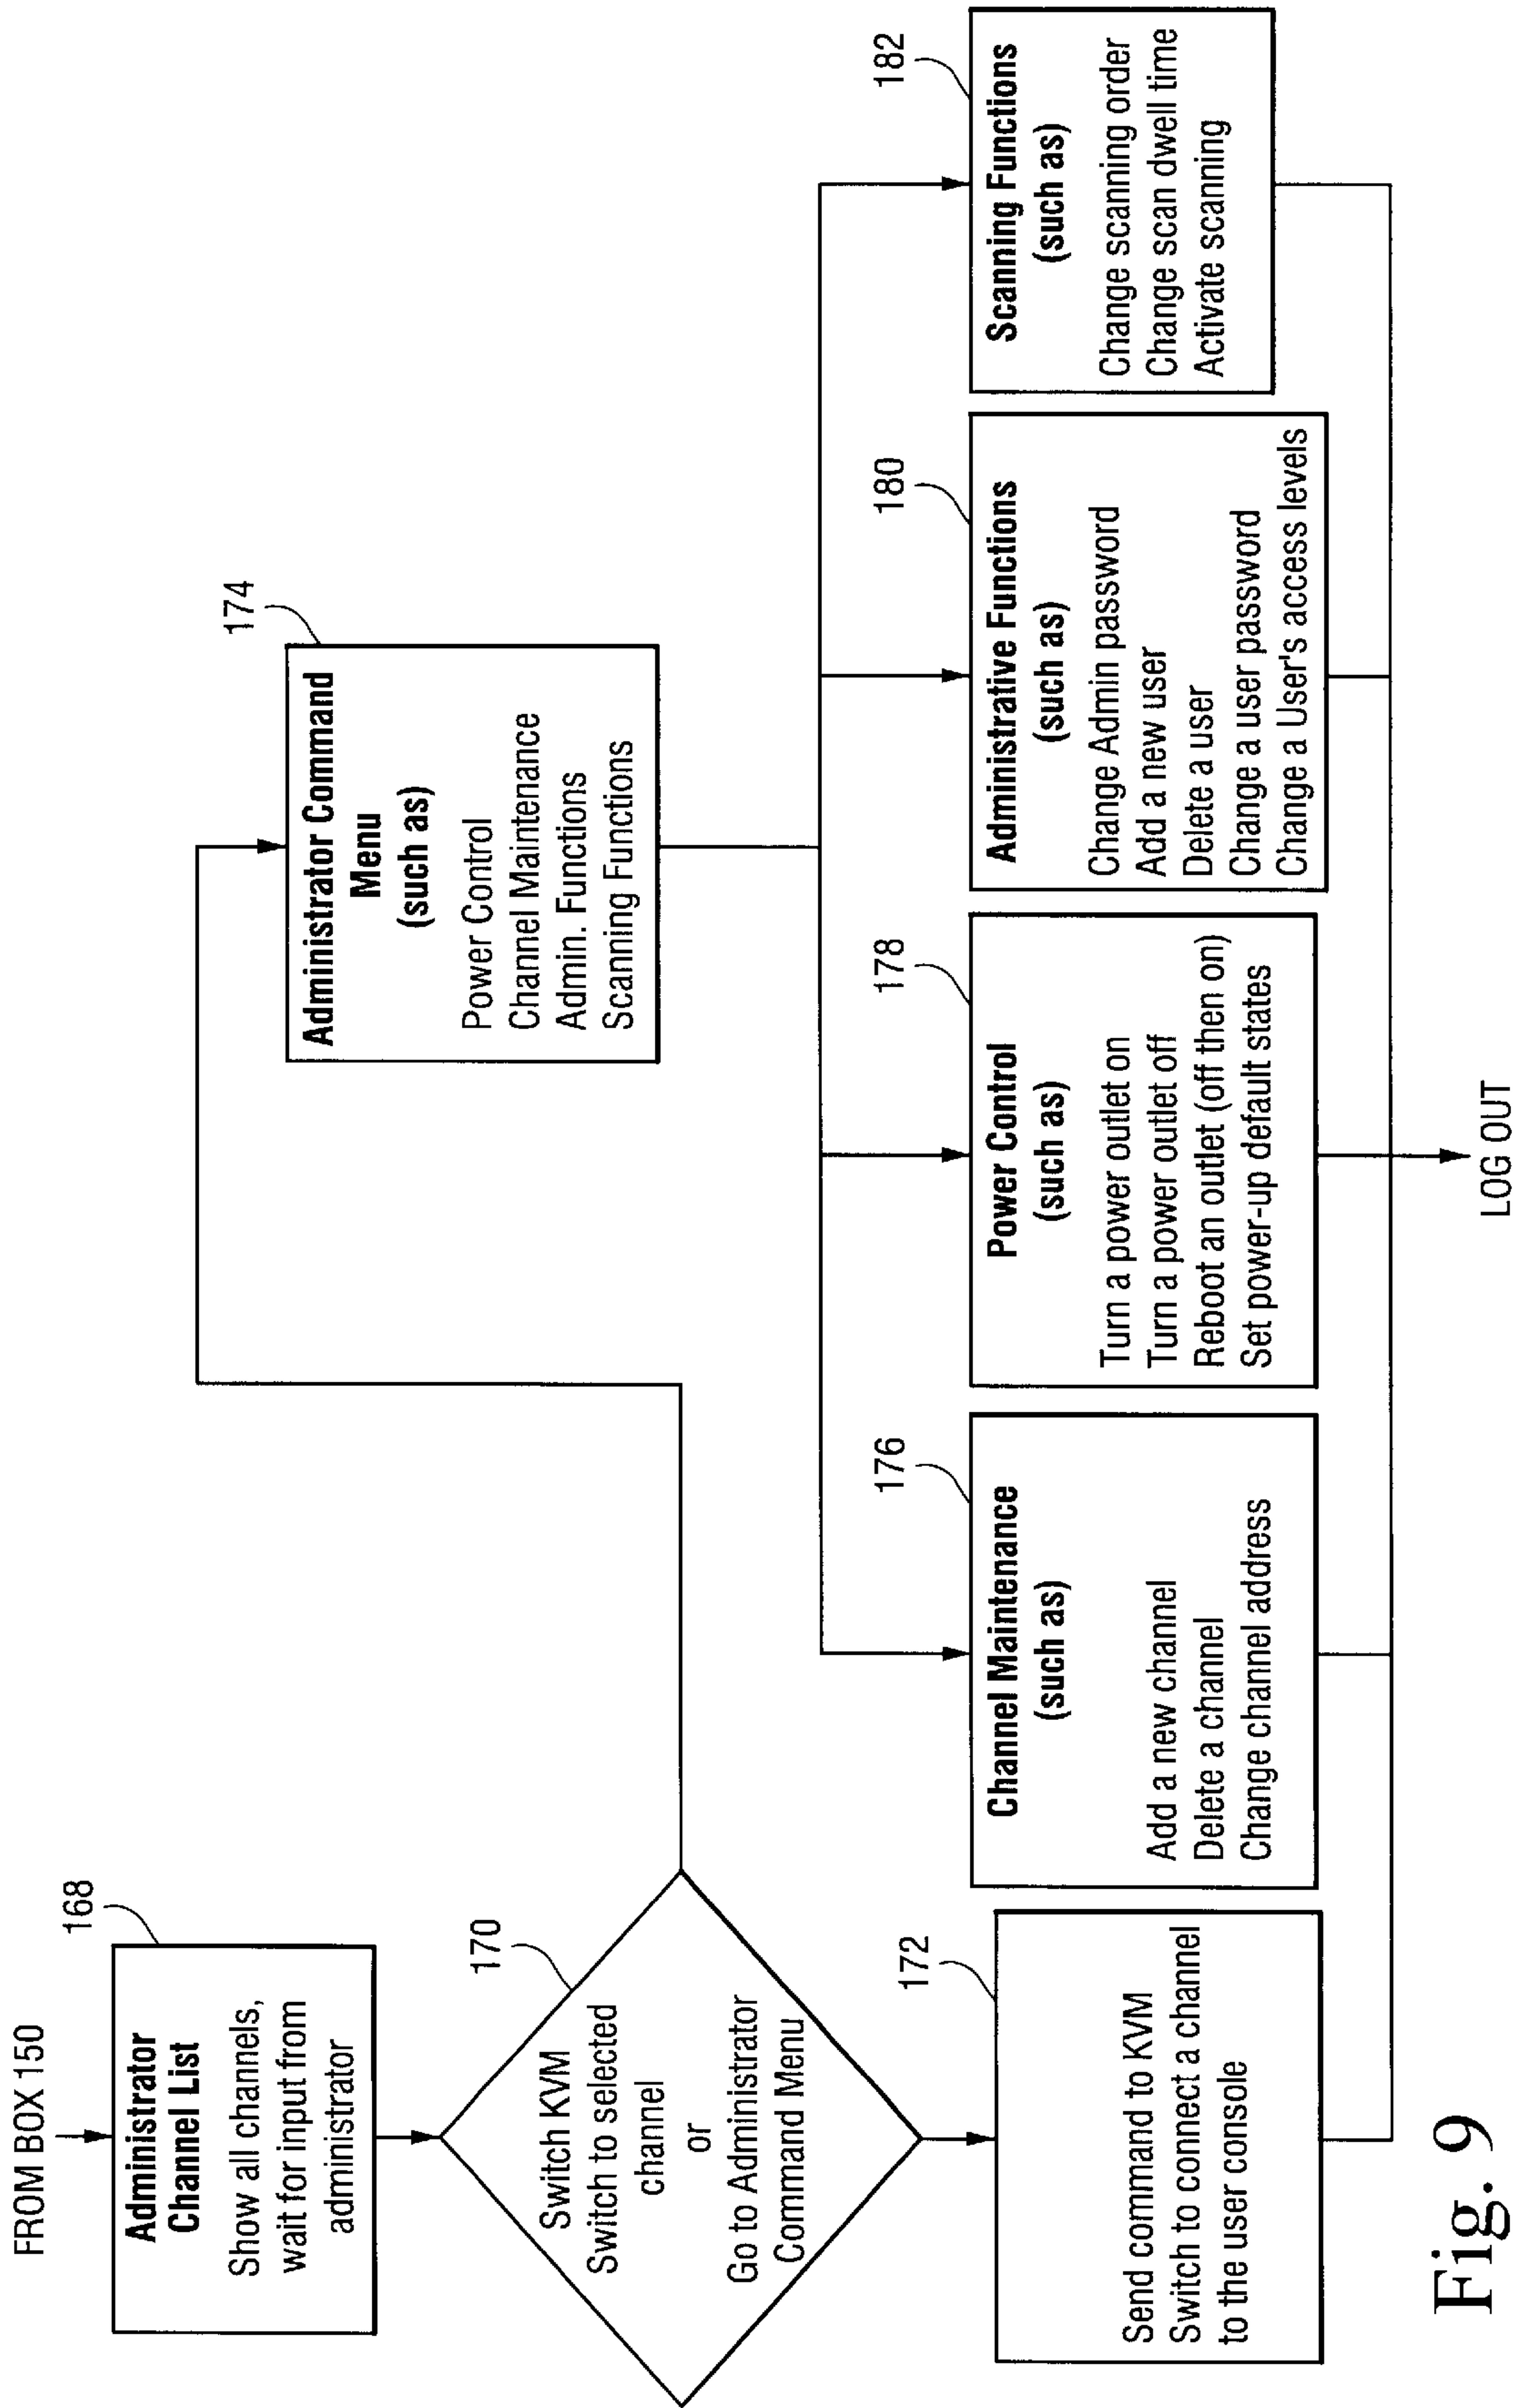 FROM BOX 150
168
Administrator
Channel List
Show all channels,
wait for input from
administrator
170
Switch KVM
Switch to selected
channel
or
Go to Administrator
Command Menu
174
Administrator Command
Menu
(such as)
Power Control
Channel Maintenance
Admin. Functions
Scanning Functions
172
Send command to KVM
Switch to connect a channel
to the user console
176
Channel Maintenance
(such as)
Add a new channel
Delete a channel
Change channel address
178
Power Control
(such as)
Turn a power outlet on
Turn a power outlet off
Reboot an outlet (off then on)
Set power-up default states
180
Administrative Functions
(such as)
Change Admin password
Add a new user
Delete a user
Change a user password
Change a User's access levels
182
Scanning Functions
(such as)
Change scanning order
Change scan dwell time
Activate scanning
LOG OUT
Fig. 9